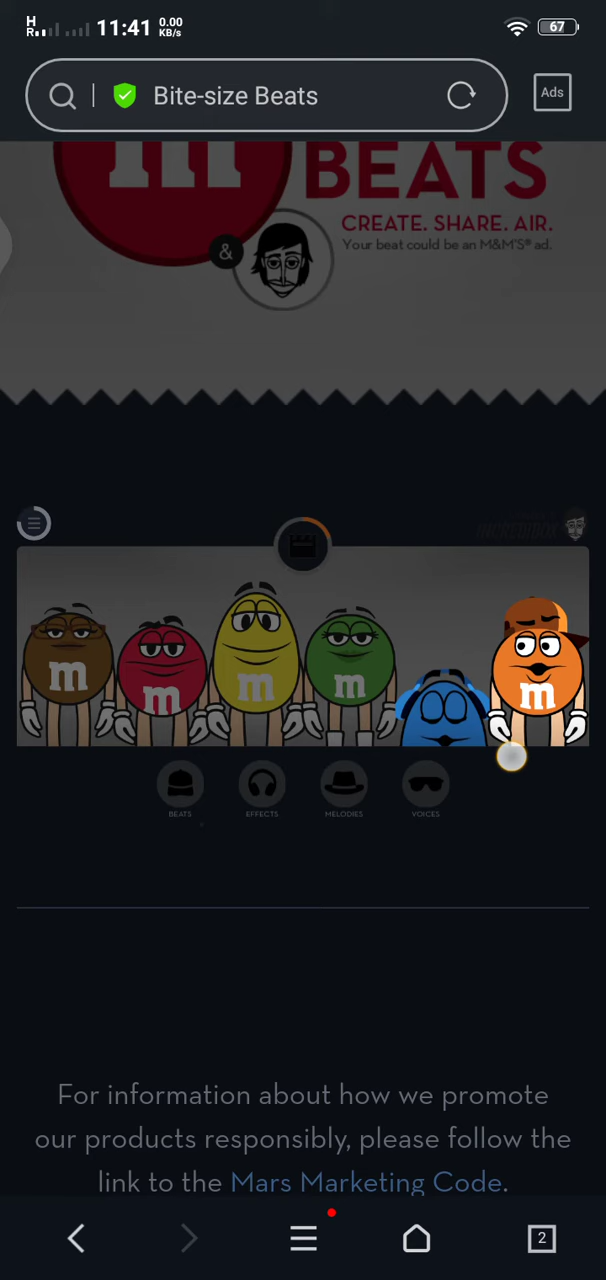 H
R
11:41
0.00
KB/s
67
Bite-size Beats
Ads
m
BEATS
CREATE. SHARE. AIR.
&
Your beat could be an M&M'S® ad.
INCREDIBOX
m m m m m
BEATS EFFECTS MELODIES VOICES
For information about how we promote
our products responsibly, please follow the
link to the Mars Marketing Code.
2